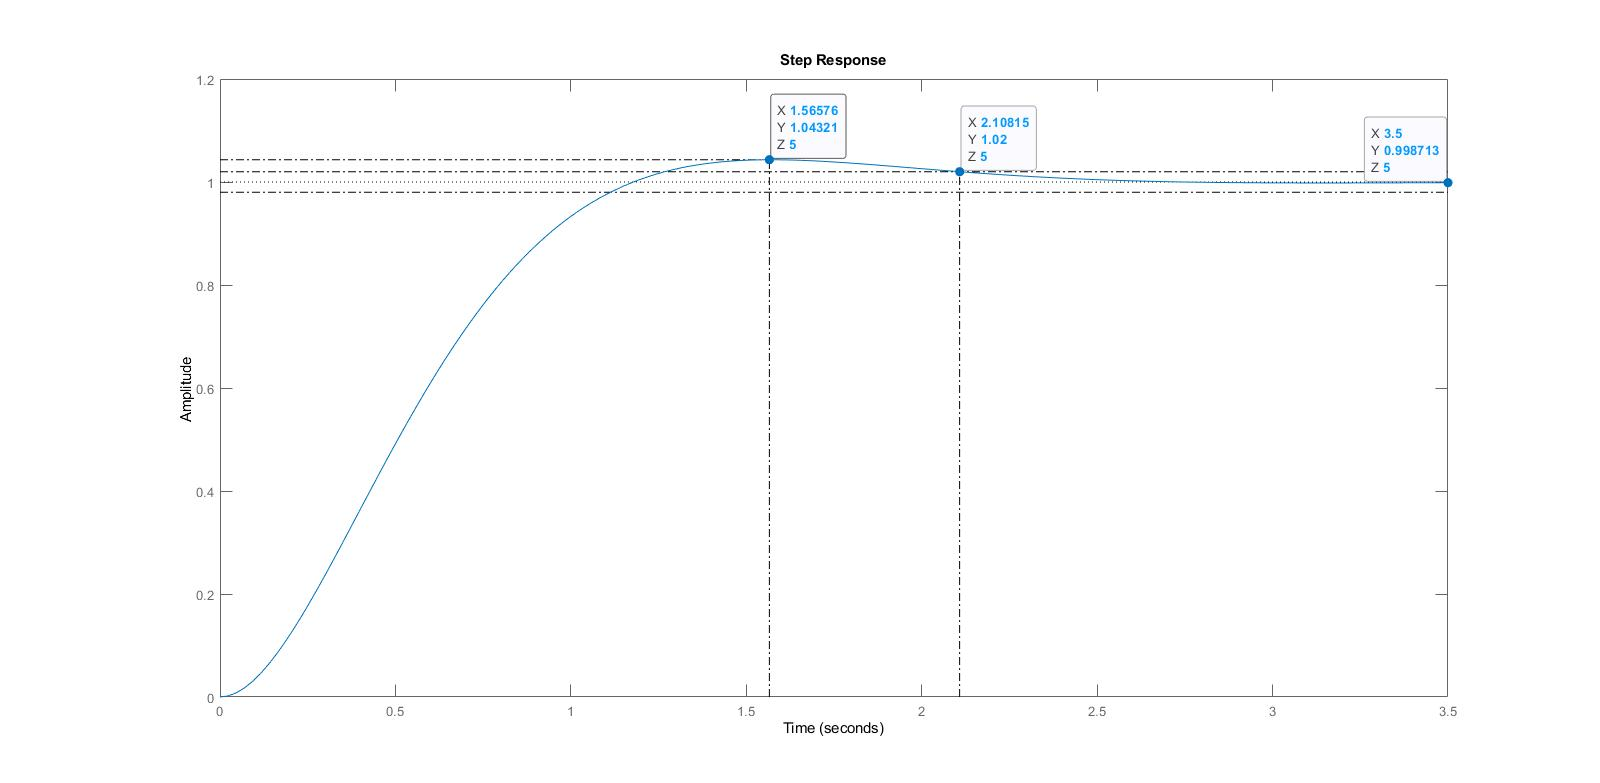 Step Response
1.2
1
0.8
0.6
0.4
0.2
0
Amplitude
X 1.56576
Y 1.04321
Z 5
X 2.10815
Y 1.02
Z 5
X 3.5
Y 0.998713
Z 5
0 0.5 1 1.5 2 2.5 3 3.5
Time (seconds)